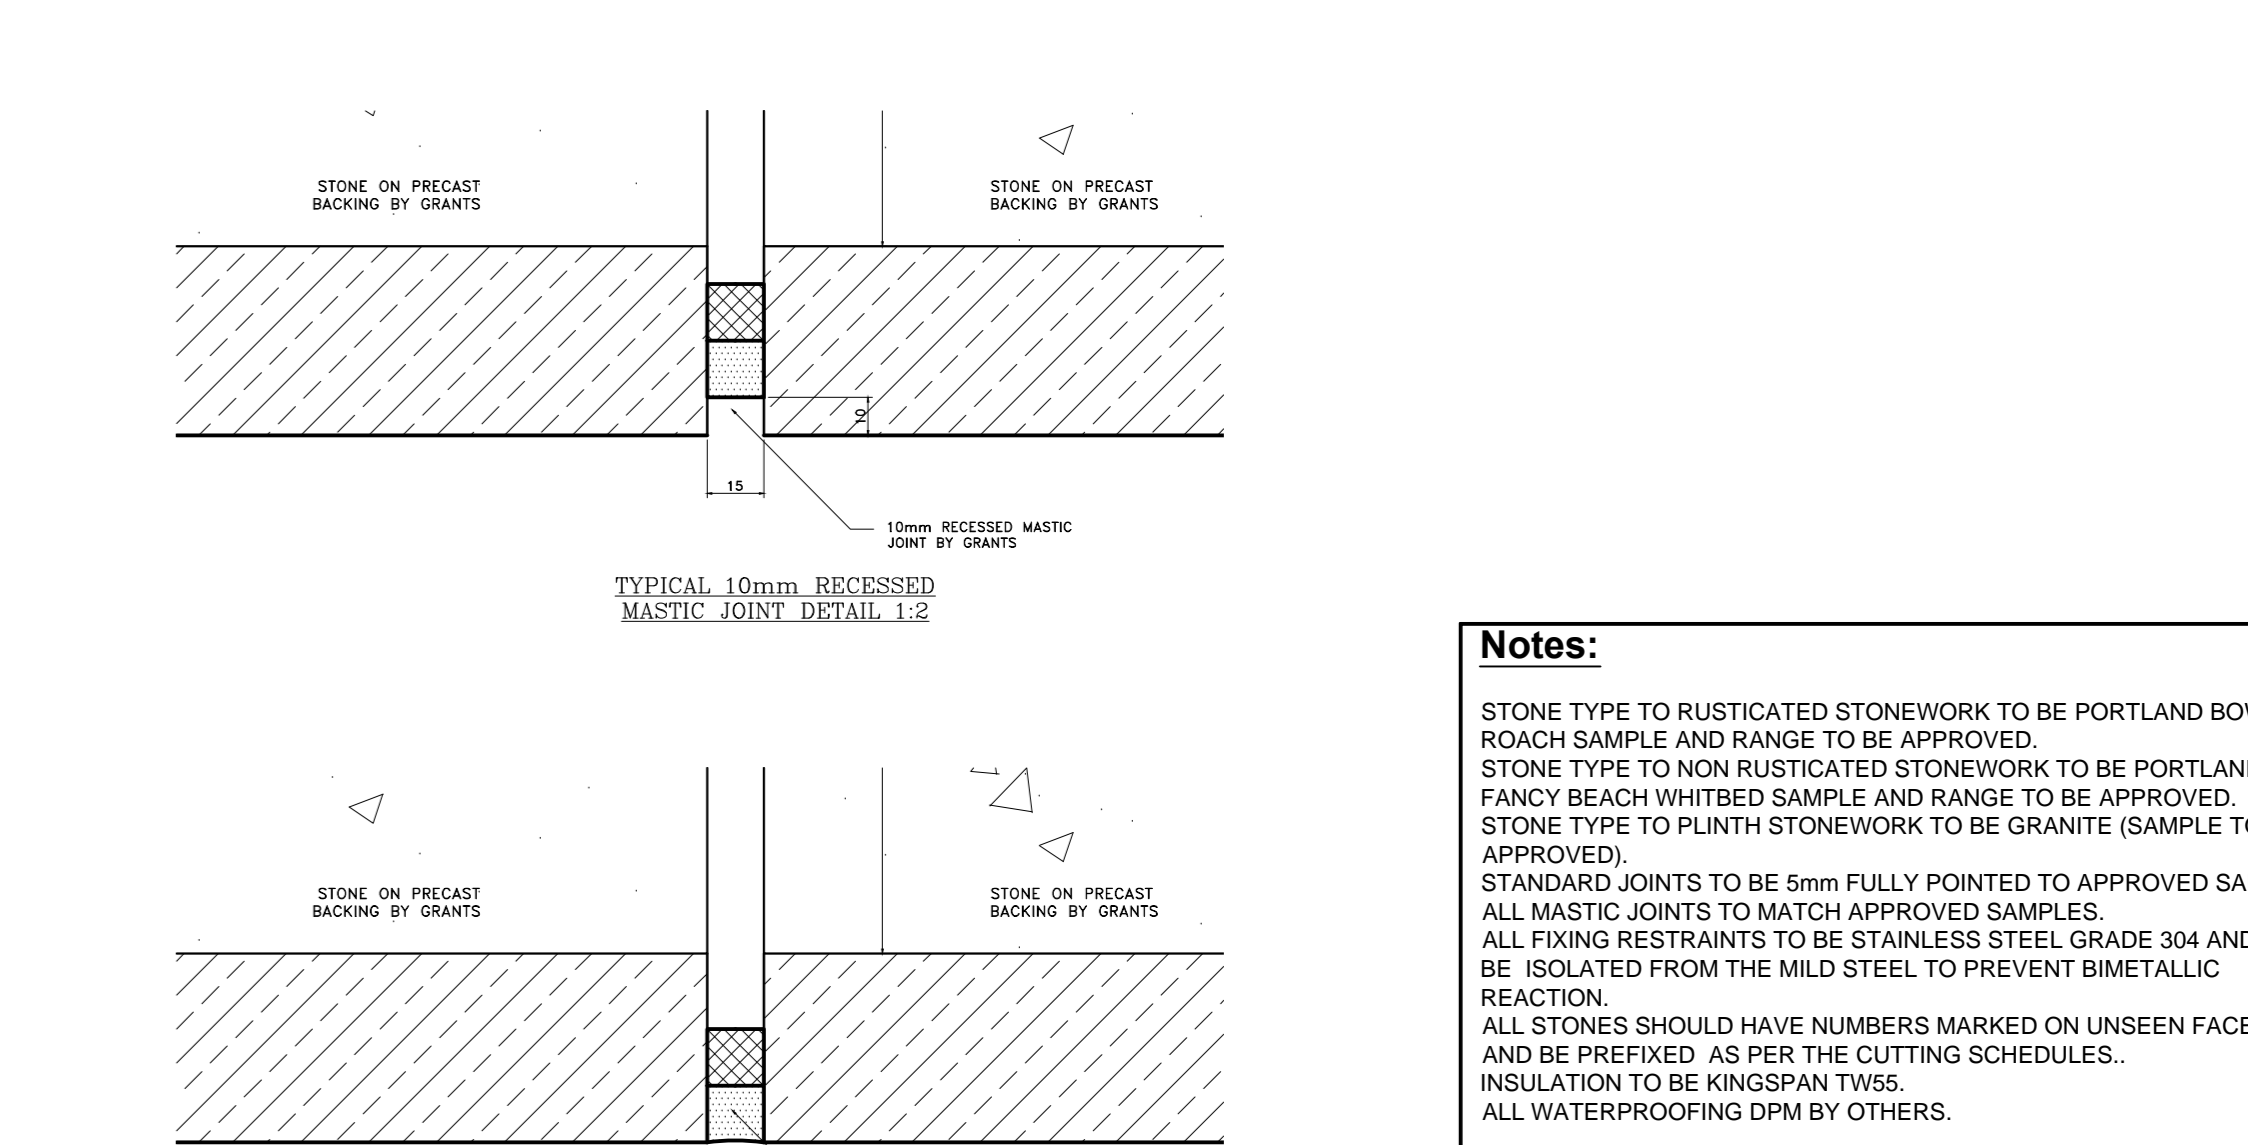 STONE ON PRECAST
BACKING BY GRANTS
STONE ON PRECAST
BACKING BY GRANTS
10
15
10mm RECESSED MASTIC
JOINT BY GRANTS
TYPICAL 10mm RECESSED
MASTIC JOINT DETAIL 1:2
STONE ON PRECAST
BACKING BY GRANTS
STONE ON PRECAST
BACKING BY GRANTS
Notes:
STONE TYPE TO RUSTICATED STONEWORK TO BE PORTLAND
ROACH SAMPLE AND RANGE TO BE APPROVED.
STONE TYPE TO NON RUSTICATED STONEWORK TO BE
FANCY BEACH WHITBED SAMPLE AND RANGE TO BE APPROVED.
STONE TYPE TO PLINTH STONEWORK TO BE GRANITE (SAMPLE
APPROVED).
STANDARD JOINTS TO BE 5mm FULLY POINTED TO APPROVED
ALL MASTIC JOINTS TO MATCH APPROVED SAMPLES.
ALL FIXING RESTRAINTS TO BE STAINLESS STEEL GRADE 304
BE ISOLATED FROM THE MILD STEEL TO PREVENT BIMETALLIC
REACTION.
ALL STONES SHOULD HAVE NUMBERS MARKED ON UNSEEN
AND BE PREFIXED AS PER THE CUTTING SCHEDULES..
INSULATION TO BE KINGSPAN TW55.
ALL WATERPROOFING DPM BY OTHERS.